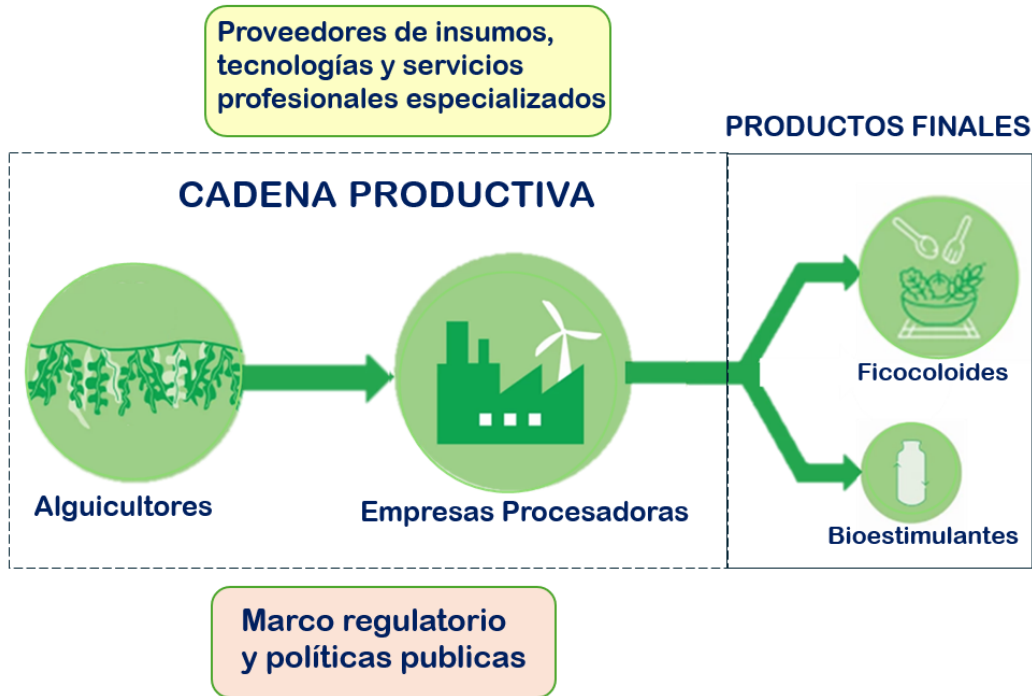 Proveedores de insumos,
tecnologías y servicios
profesionales especializados
PRODUCTOS FINALES
CADENA PRODUCTIVA
Alguicultores
Empresas Procesadoras
Ficocoloides
Bioestimulantes
Marco regulatorio
y políticas publicas